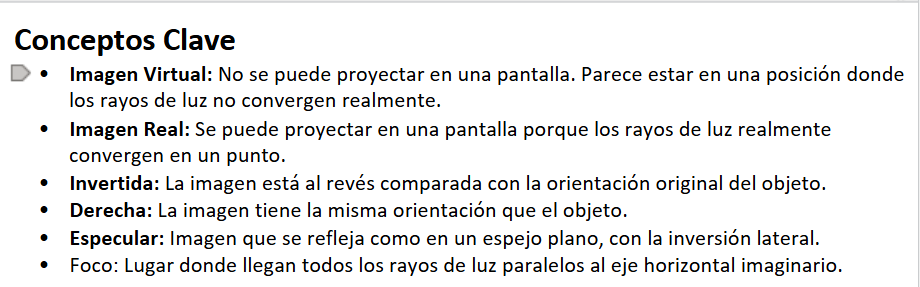 Conceptos Clave
• Imagen Virtual: No se puede proyectar en una pantalla. Parece estar en una posición donde
los rayos de luz no convergen realmente.
• Imagen Real: Se puede proyectar en una pantalla porque los rayos de luz realmente
convergen en un punto.
• Invertida: La imagen está al revés comparada con la orientación original del objeto.
• Derecha: La imagen tiene la misma orientación que el objeto.
• Especular: Imagen que se refleja como en un espejo plano, con la inversión lateral.
• Foco: Lugar donde llegan todos los rayos de luz paralelos al eje horizontal imaginario.